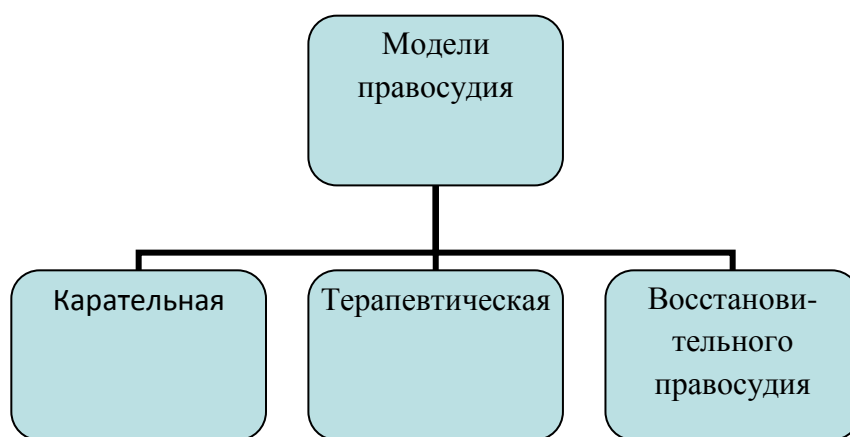 Модели
правосудия
Карательная
Терапевтическая
Восстанови-
тельного
правосудия